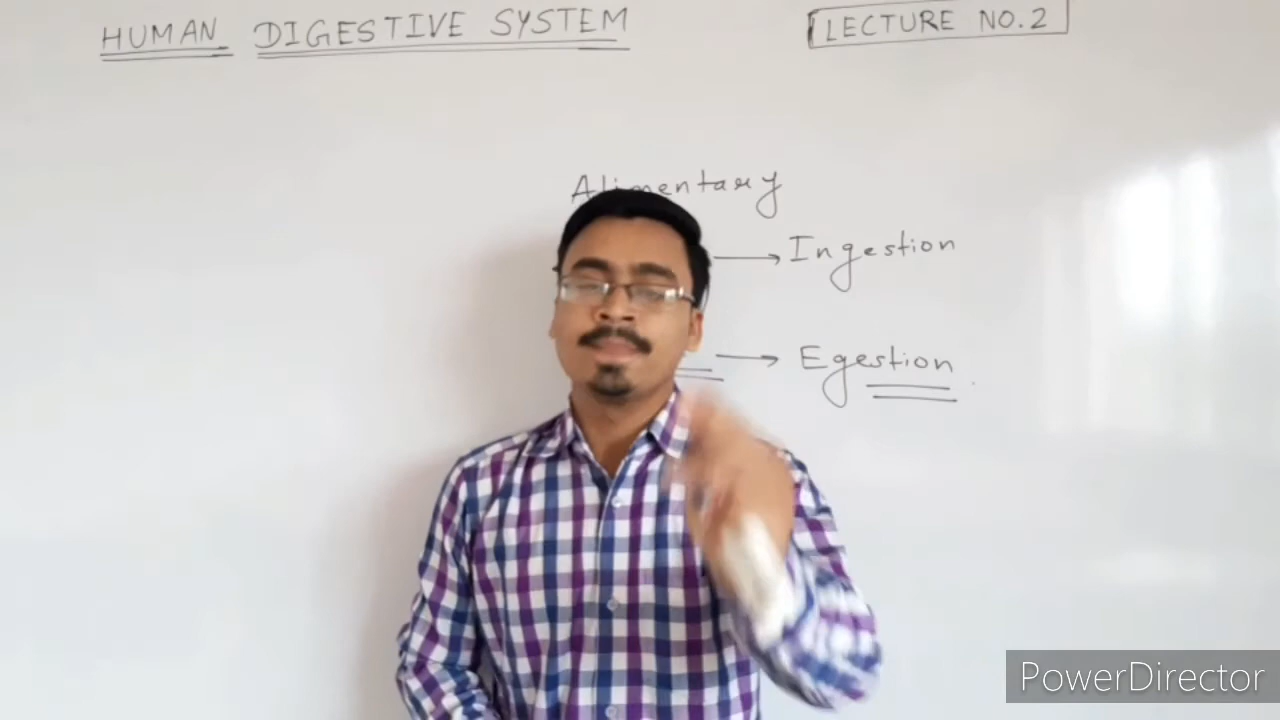 HUMAN DIGESTIVE SYSTEM
LECTURE NO.2
Alimentary
→ Ingestion
→ Egestion
PowerDirector